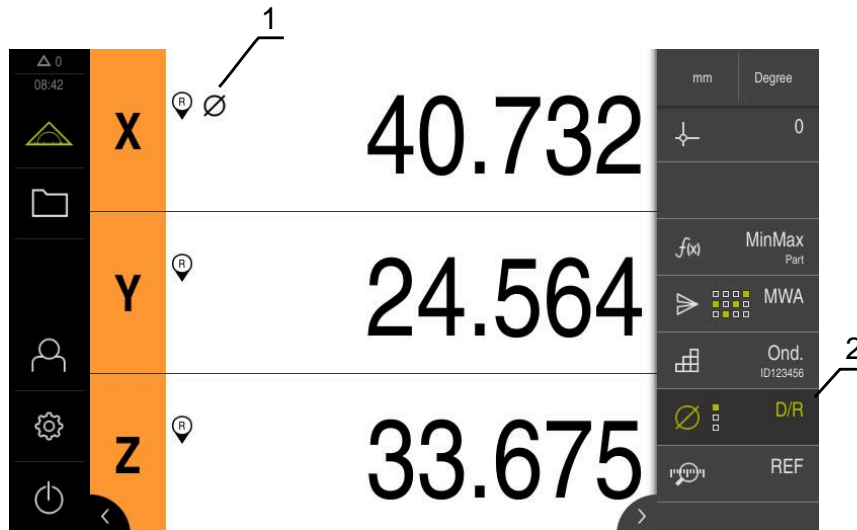 1
0
08:42
X
R
40.732
mm
Degree
0
Y
R
24.564
f(x)
MinMax
Part
MWA
Ond.
ID123456
2
Z
R
33.675
D/R
REF